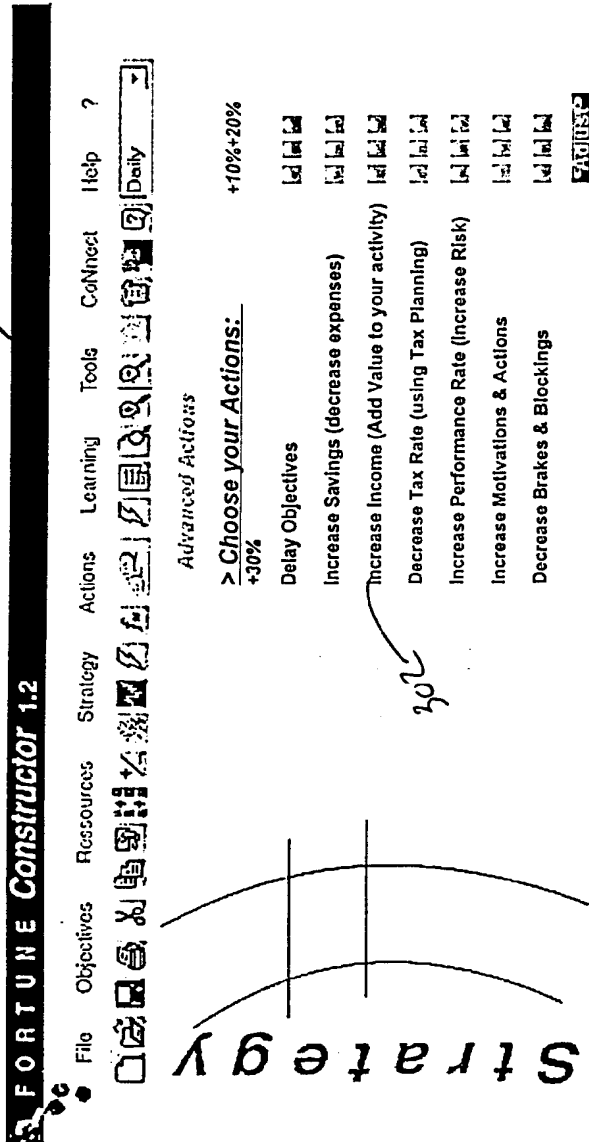 FORTUNE Constructor 1.2
File Objectives Ressources Strategy Actions Learning Tools CoNnect Help ?
Daily
Advanced Actions
> Choose your Actions: +10%+20%
+30%
Delay Objectives
Increase Savings (decrease expenses)
Increase Income (Add Value to your activity)
Decrease Tax Rate (using Tax Planning)
Increase Performance Rate (Increase Risk)
Increase Motivations & Actions
Decrease Brakes & Blockings
302
Strategy